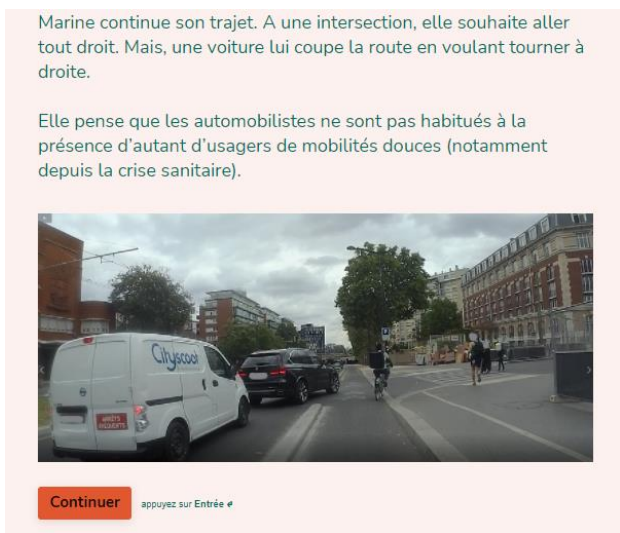 Marine continue son trajet. A une intersection, elle souhaite aller
tout droit. Mais, une voiture lui coupe la route en voulant tourner à
droite.
Elle pense que les automobilistes ne sont pas habitués à la
présence d'autant d'usagers de mobilités douces (notamment
depuis la crise sanitaire).
Cityscoot
ARRÊTS
FRÉQUENTS
Continuer appuyez sur Entrée ↵